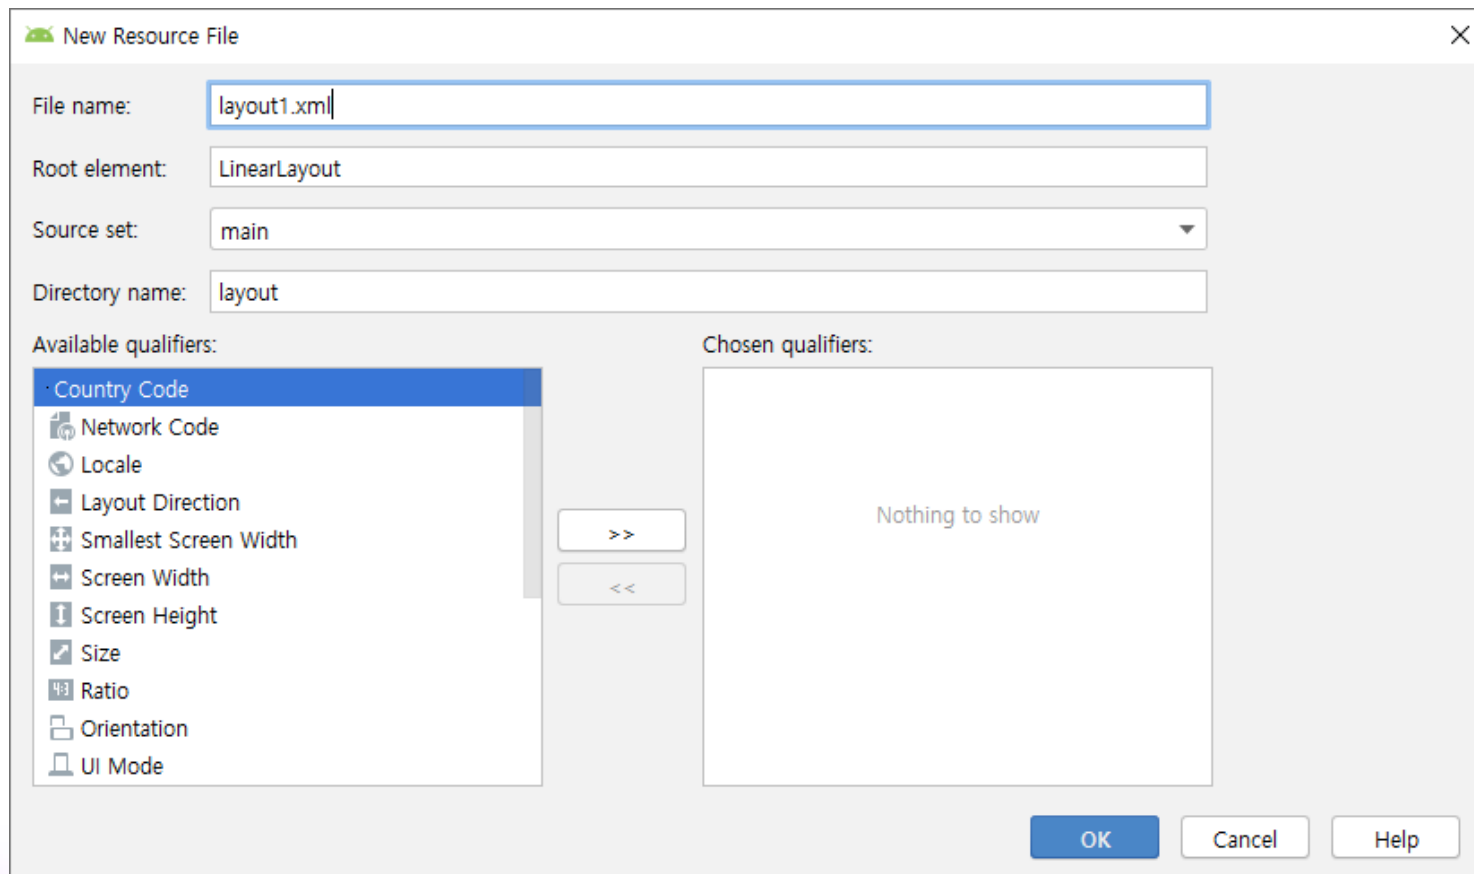 New Resource File
File name: layout1.xml
Root element: LinearLayout
Source set: main
Directory name: layout
Available qualifiers:
Chosen qualifiers:
Country Code
Network Code
Locale
Layout Direction
Smallest Screen Width
Screen Width
Screen Height
Size
4:3 Ratio
Orientation
UI Mode
>>
<<
Nothing to show
OK Cancel Help